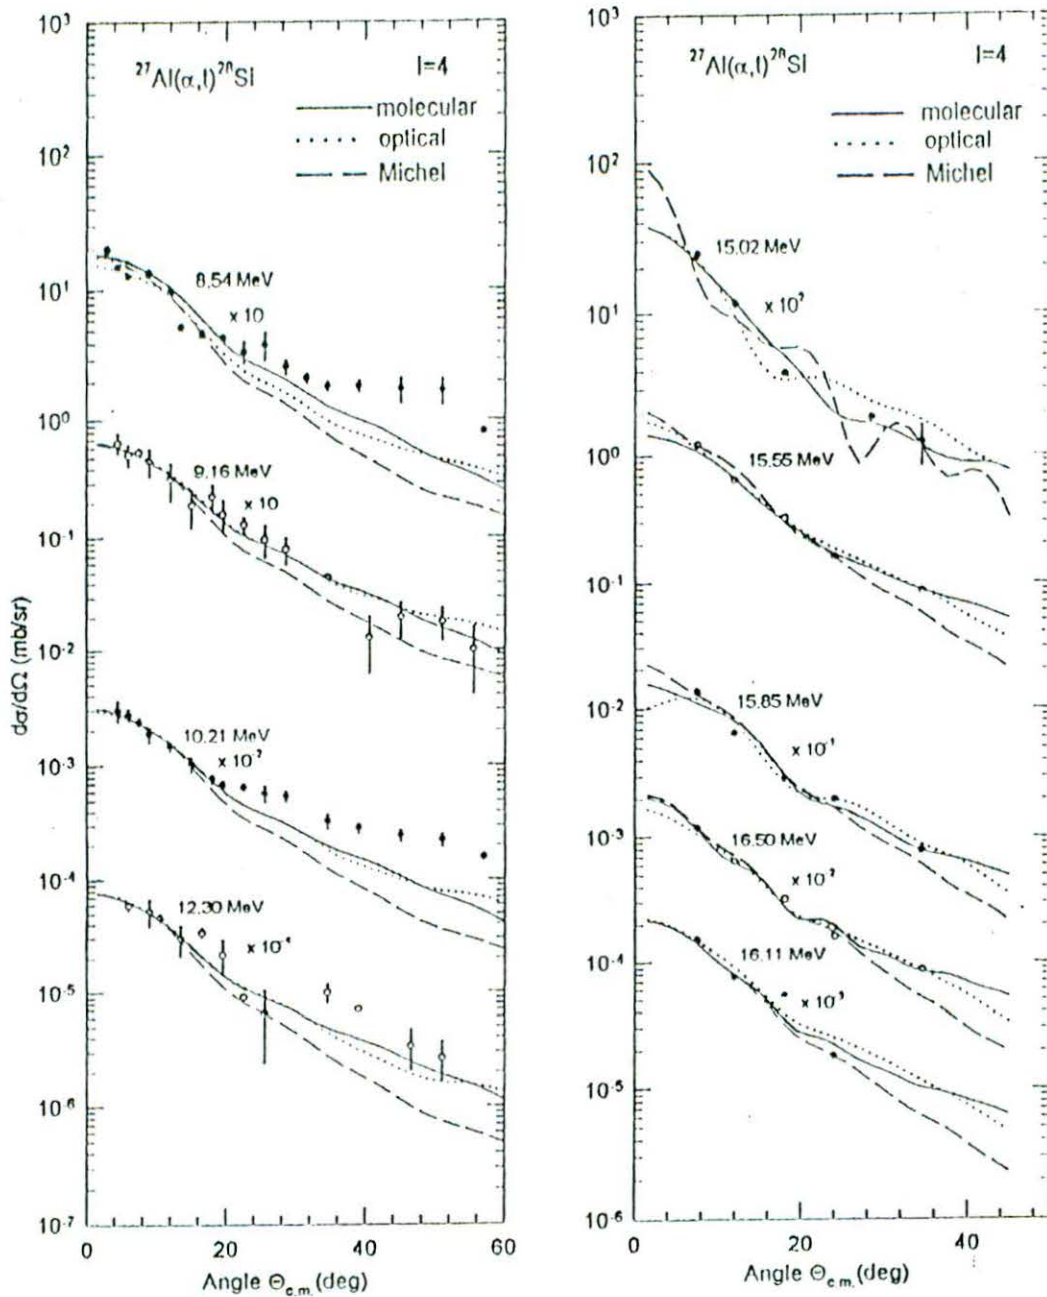 10³
10²
10¹
10⁰
10⁻¹
10⁻²
10⁻³
10⁻⁴
10⁻⁵
10⁻⁶
10⁻⁷
dσ/dΩ (mb/sr)
²⁷Al(α,t)²⁸Si l=4
molecular
optical
Michel
8.54 MeV
x 10
9.16 MeV
x 10
10.21 MeV
x 10⁻²
12.30 MeV
x 10⁻⁴
0 20 40 60
Angle Θc.m.(deg)
10³
10²
10¹
10⁰
10⁻¹
10⁻²
10⁻³
10⁻⁴
10⁻⁵
10⁻⁶
²⁷Al(α,t)²⁸Si l=4
molecular
optical
Michel
15.02 MeV
15.55 MeV
15.85 MeV
x 10⁻¹
16.50 MeV
x 10⁻²
16.11 MeV
x 10⁻³
0 20 40
Angle Θc.m.(deg)